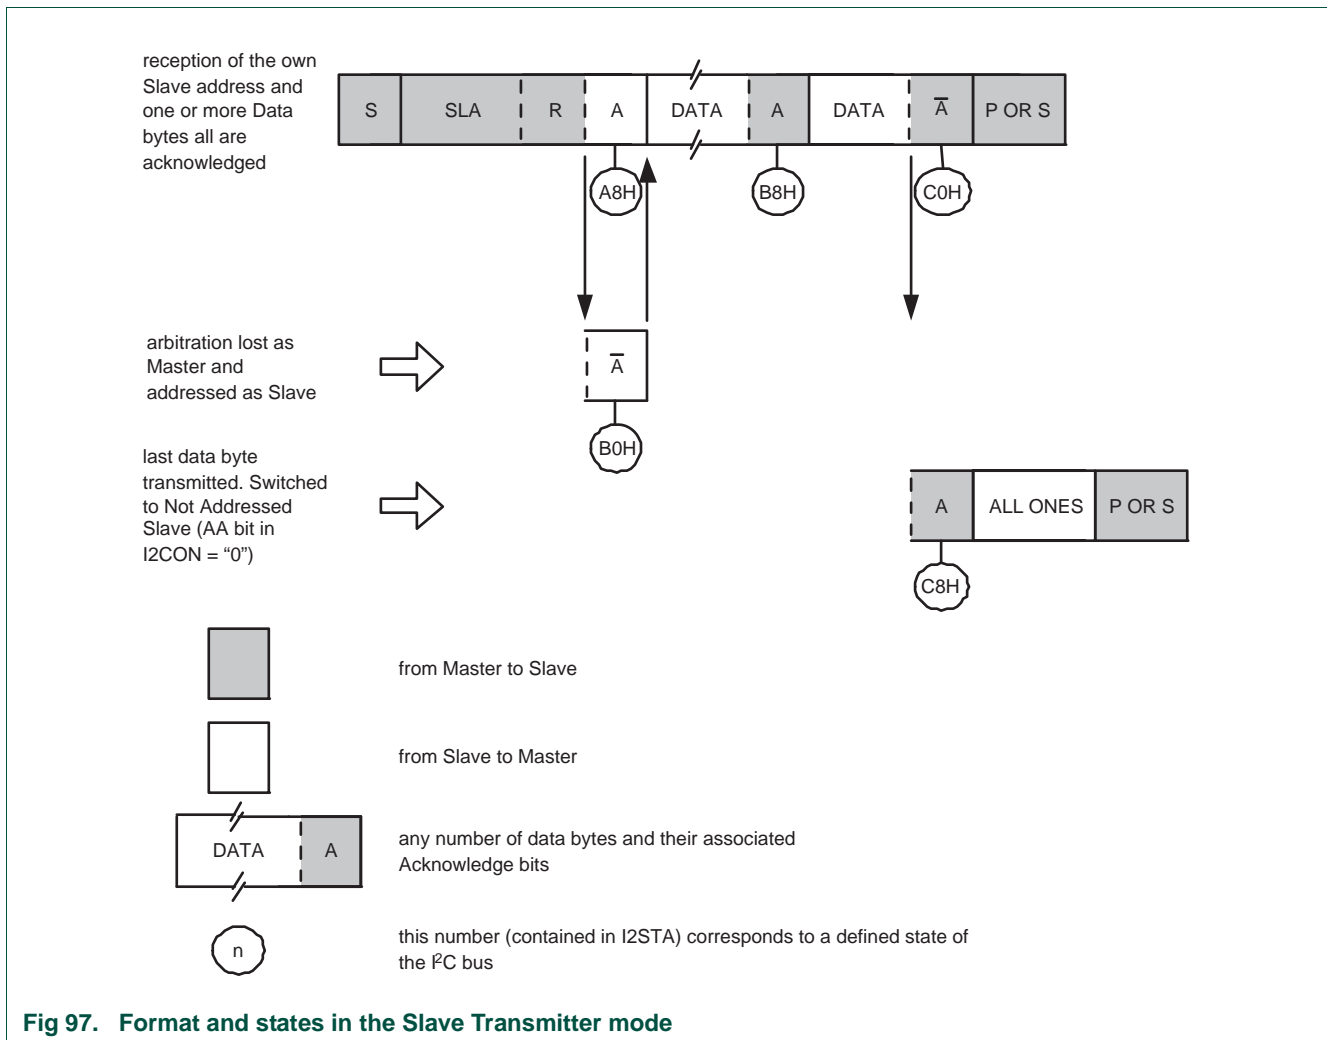 reception of the own
Slave address and
one or more Data
bytes all are
acknowledged
S SLA R A DATA A DATA A̅ P OR S
A8H B8H C0H
arbitration lost as
Master and
addressed as Slave
A̅
B0H
last data byte
transmitted. Switched
to Not Addressed
Slave (AA bit in
I2CON = “0”)
A ALL ONES P OR S
C8H
from Master to Slave
from Slave to Master
DATA A
any number of data bytes and their associated
Acknowledge bits
n
this number (contained in I2STA) corresponds to a defined state of
the I²C bus
Fig 97. Format and states in the Slave Transmitter mode